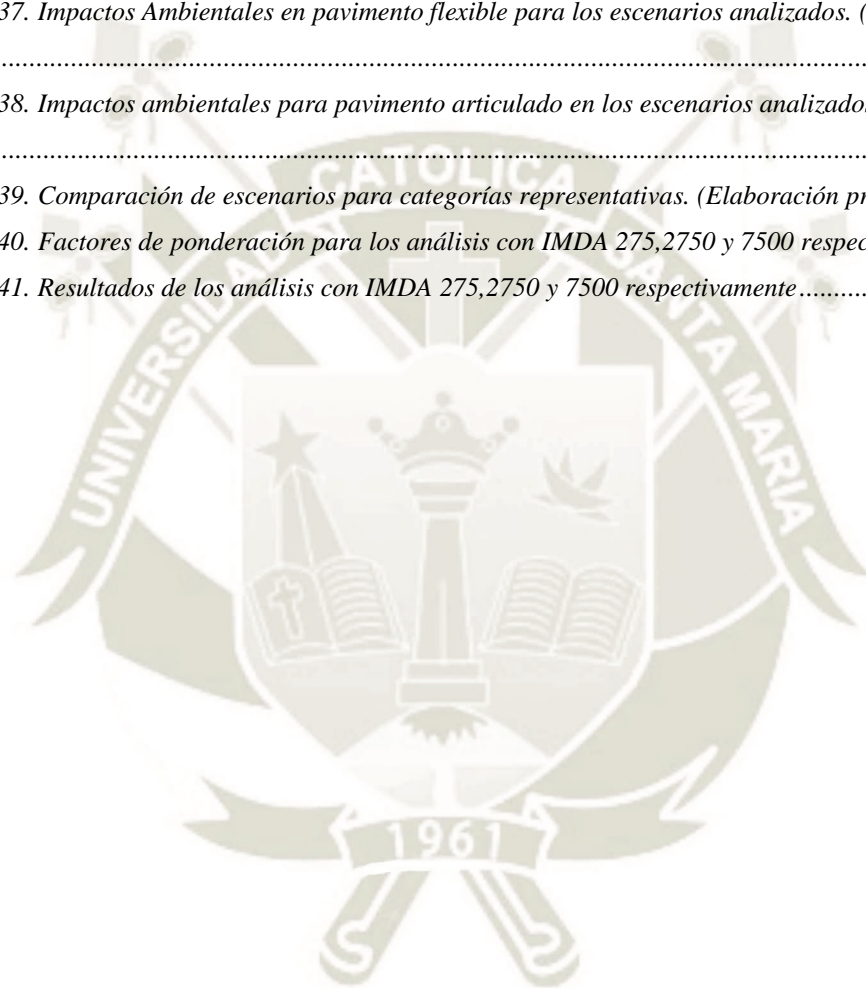 37. Impactos Ambientales en pavimento flexible para los escenarios analizados. (
........................................................................................................................
38. Impactos ambientales para pavimento articulado en los escenarios analizados
........................................................................................................................
39. Comparación de escenarios para categorías representativas. (Elaboración pr
40. Factores de ponderación para los análisis con IMDA 275,2750 y 7500 respec
41. Resultados de los análisis con IMDA 275,2750 y 7500 respectivamente............
UNIVERSIDAD CATOLICA SANTA MARIA
1961